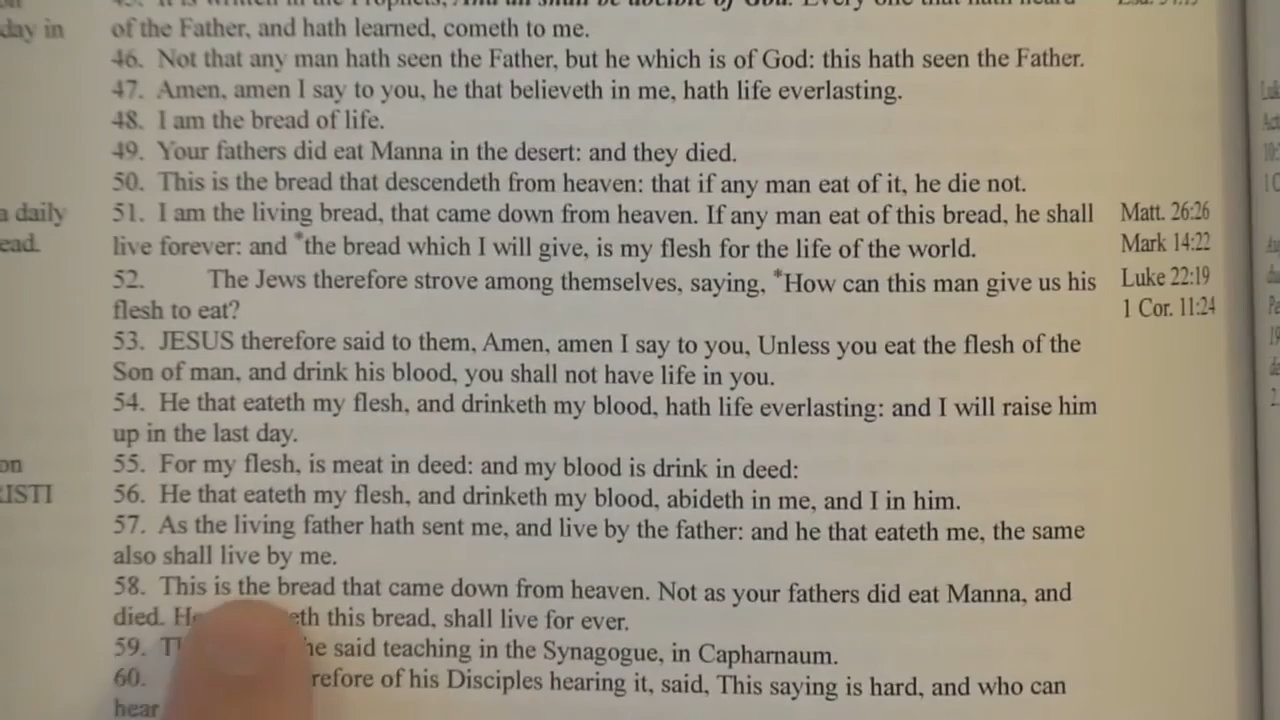 day in
a daily
ead.
on
RISTI
of the Father, and hath learned, cometh to me.
46. Not that any man hath seen the Father, but he which is of God: this hath seen the Father.
47. Amen, amen I say to you, he that believeth in me, hath life everlasting.
48. I am the bread of life.
49. Your fathers did eat Manna in the desert: and they died.
50. This is the bread that descendeth from heaven: that if any man eat of it, he die not.
51. I am the living bread, that came down from heaven. If any man eat of this bread, he shall
live forever: and *the bread which I will give, is my flesh for the life of the world.
52. The Jews therefore strove among themselves, saying, *How can this man give us his
flesh to eat?
53. JESUS therefore said to them, Amen, amen I say to you, Unless you eat the flesh of the
Son of man, and drink his blood, you shall not have life in you.
54. He that eateth my flesh, and drinketh my blood, hath life everlasting: and I will raise him
up in the last day.
55. For my flesh, is meat in deed: and my blood is drink in deed:
56. He that eateth my flesh, and drinketh my blood, abideth in me, and I in him.
57. As the living father hath sent me, and live by the father: and he that eateth me, the same
also shall live by me.
58. This is the bread that came down from heaven. Not as your fathers did eat Manna, and
died. He eth this bread, shall live for ever.
59. he said teaching in the Synagogue, in Capharnaum.
60. refore of his Disciples hearing it, said, This saying is hard, and who can
hear
Matt. 26:26
Mark 14:22
Luke 22:19
1 Cor. 11:24